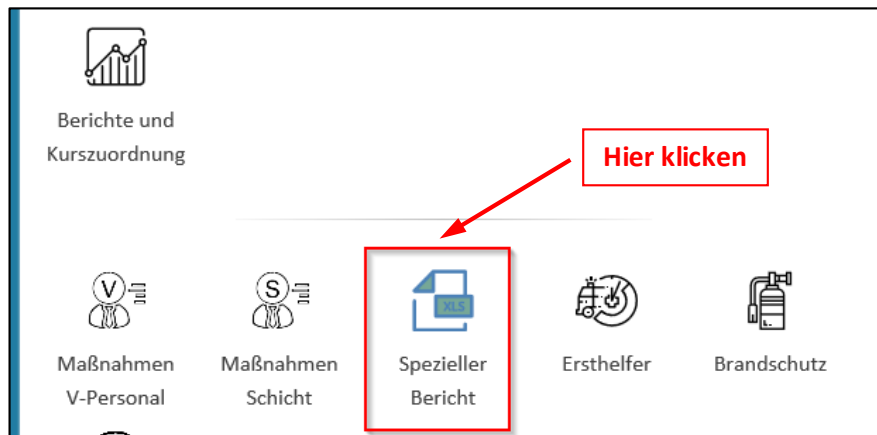 Berichte und
Kurszuordnung
Hier klicken
V
S
XLS
Maßnahmen
V-Personal
Maßnahmen
Schicht
Spezieller
Bericht
Ersthelfer
Brandschutz